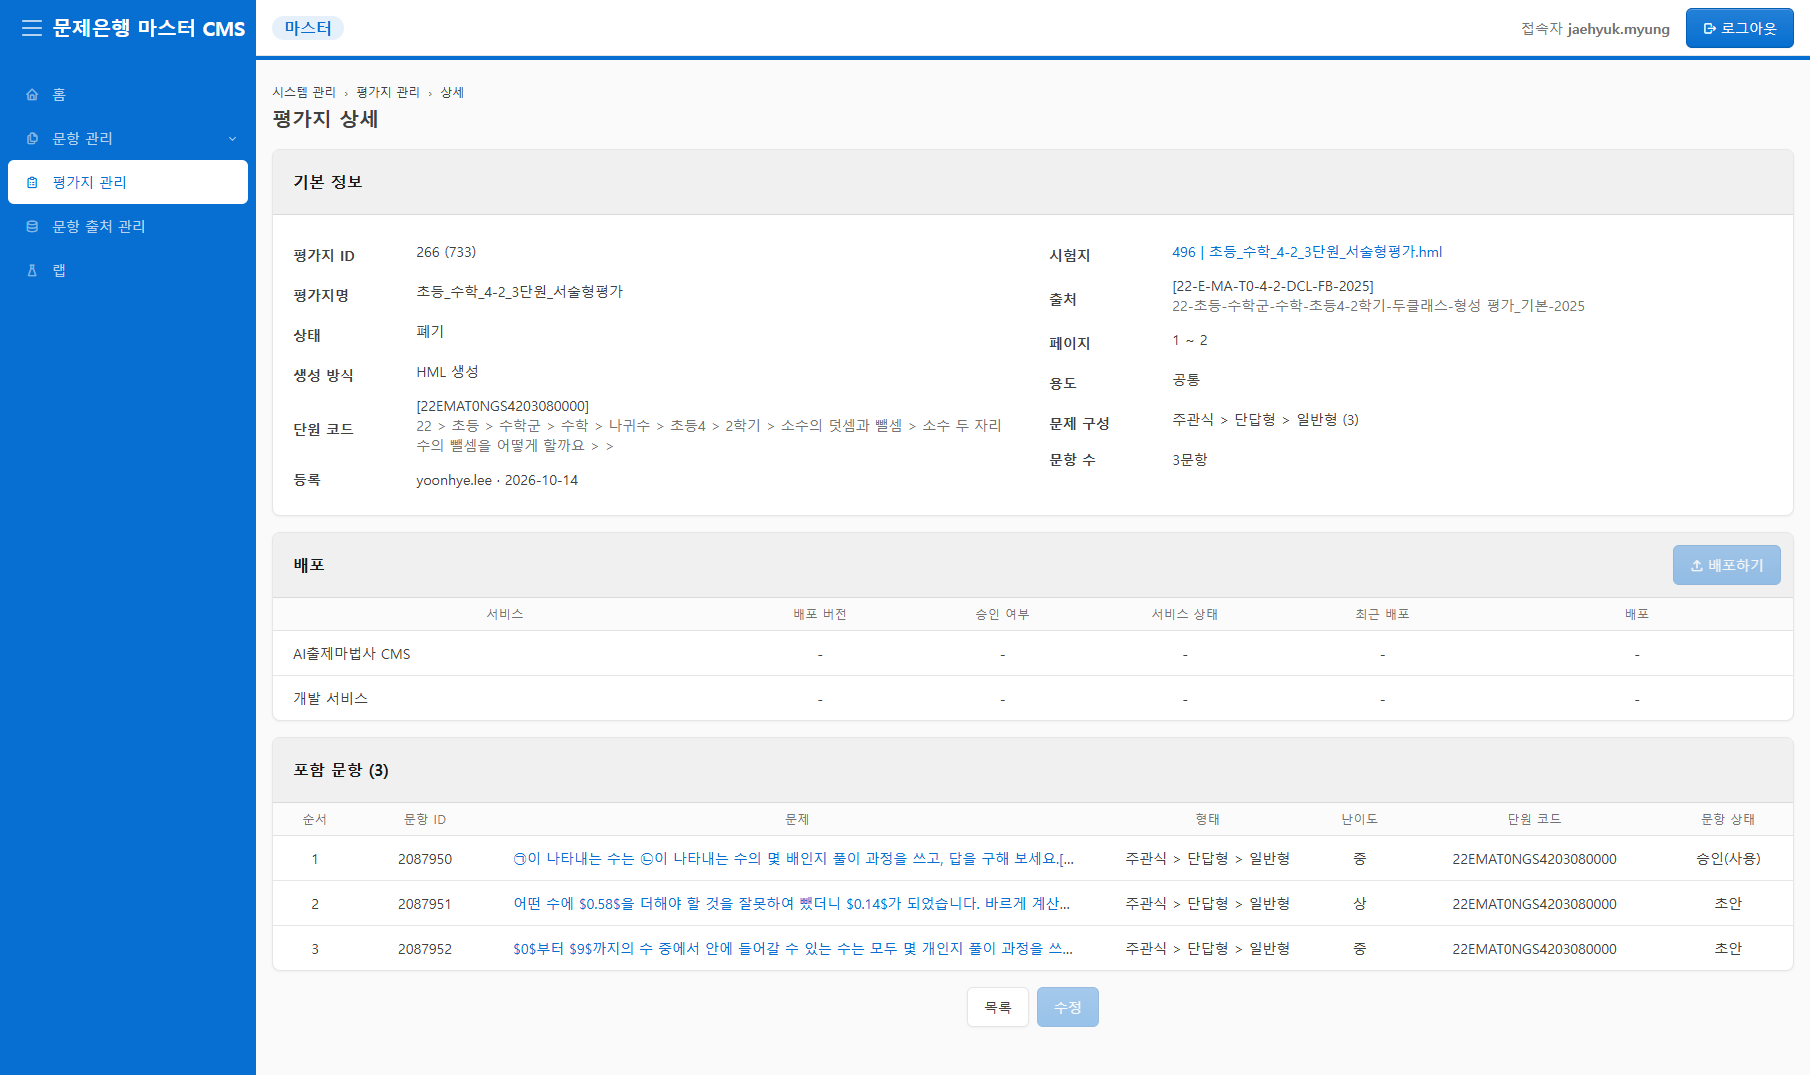 문제은행 마스터 CMS
마스터
접속자 jaehyuk.myung
로그아웃
홈
문항 관리
평가지 관리
문항 출처 관리
랩
시스템 관리 › 평가지 관리 › 상세
평가지 상세
기본 정보
평가지 ID 266 (733)
평가지명 초등_수학_4-2_3단원_서술형평가
상태 폐기
생성 방식 HML 생성
단원 코드 [22EMAT0NGS4203080000]
22 > 초등 > 수학군 > 수학 > 나귀수 > 초등4 > 2학기 > 소수의 덧셈과 뺄셈 > 소수 두 자리
수의 뺄셈을 어떻게 할까요 > >
등록 yoonhye.lee · 2026-10-14
시험지 496 | 초등_수학_4-2_3단원_서술형평가.hml
출처 [22-E-MA-T0-4-2-DCL-FB-2025]
22-초등-수학군-수학-초등4-2학기-두클래스-형성 평가_기본-2025
페이지 1 ~ 2
용도 공통
문제 구성 주관식 > 단답형 > 일반형 (3)
문항 수 3문항
배포
배포하기
서비스 배포 버전 승인 여부 서비스 상태 최근 배포 배포
AI출제마법사 CMS - - - - -
개발 서비스 - - - - -
포함 문항 (3)
순서 문항 ID 문제 형태 난이도 단원 코드 문항 상태
1 2087950 ㉠이 나타내는 수는 ㉡이 나타내는 수의 몇 배인지 풀이 과정을 쓰고, 답을 구해 보세요.[... 주관식 > 단답형 > 일반형 중 22EMAT0NGS4203080000 승인(사용)
2 2087951 어떤 수에 $0.58$을 더해야 할 것을 잘못하여 뺐더니 $0.14$가 되었습니다. 바르게 계산... 주관식 > 단답형 > 일반형 상 22EMAT0NGS4203080000 초안
3 2087952 $0$부터 $9$까지의 수 중에서 안에 들어갈 수 있는 수는 모두 몇 개인지 풀이 과정을 쓰... 주관식 > 단답형 > 일반형 중 22EMAT0NGS4203080000 초안
목록
수정